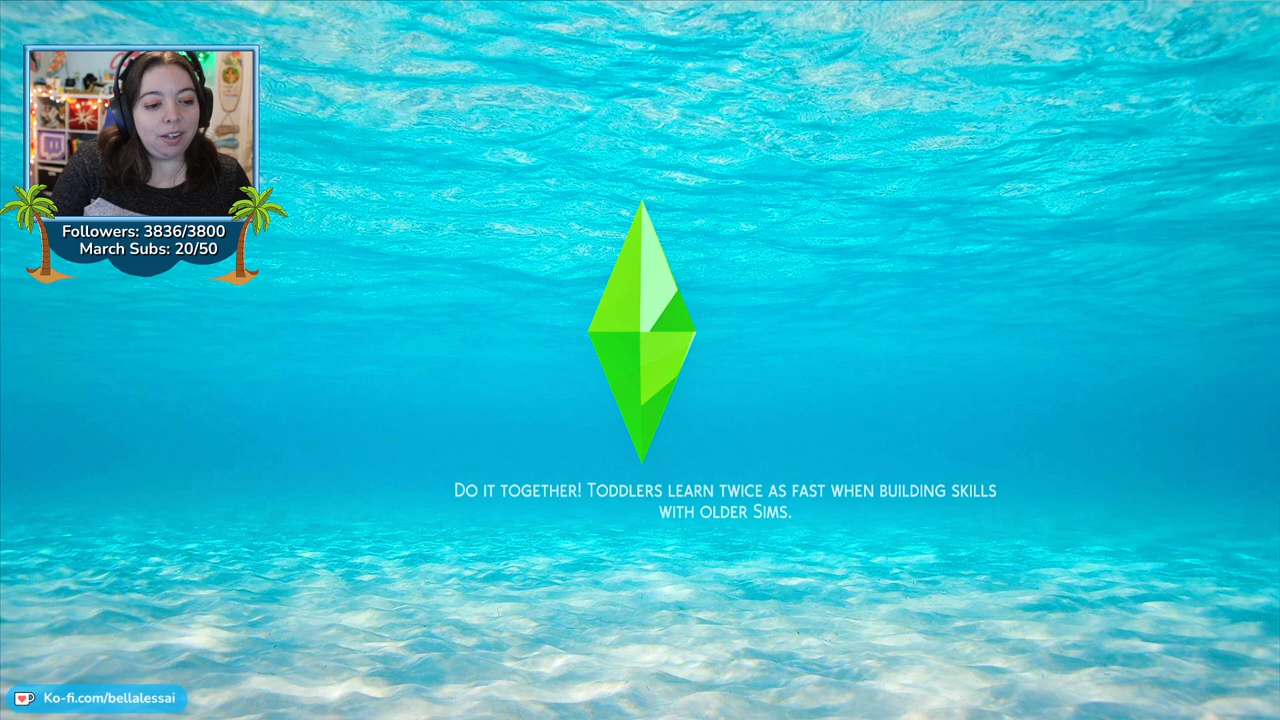 Followers: 3836/3800
March Subs: 20/50
Do it together! Toddlers learn twice as fast when building skills
with older Sims.
Ko-fi.com/bellalessai